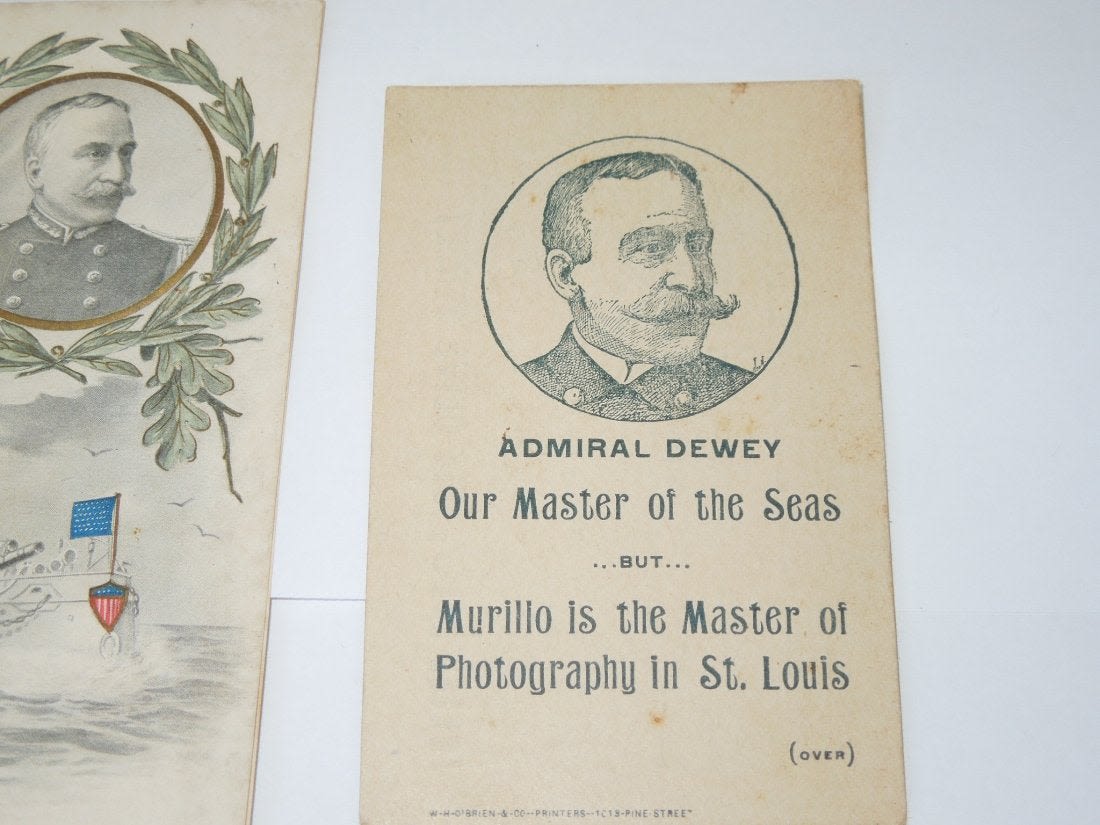 ADMIRAL DEWEY
Our Master of the Seas
...BUT...
Murillo is the Master of
Photography in St. Louis
(OVER)
W-H-O'BRIEN-&-CO--PRINTERS--1013-PINE-STREET